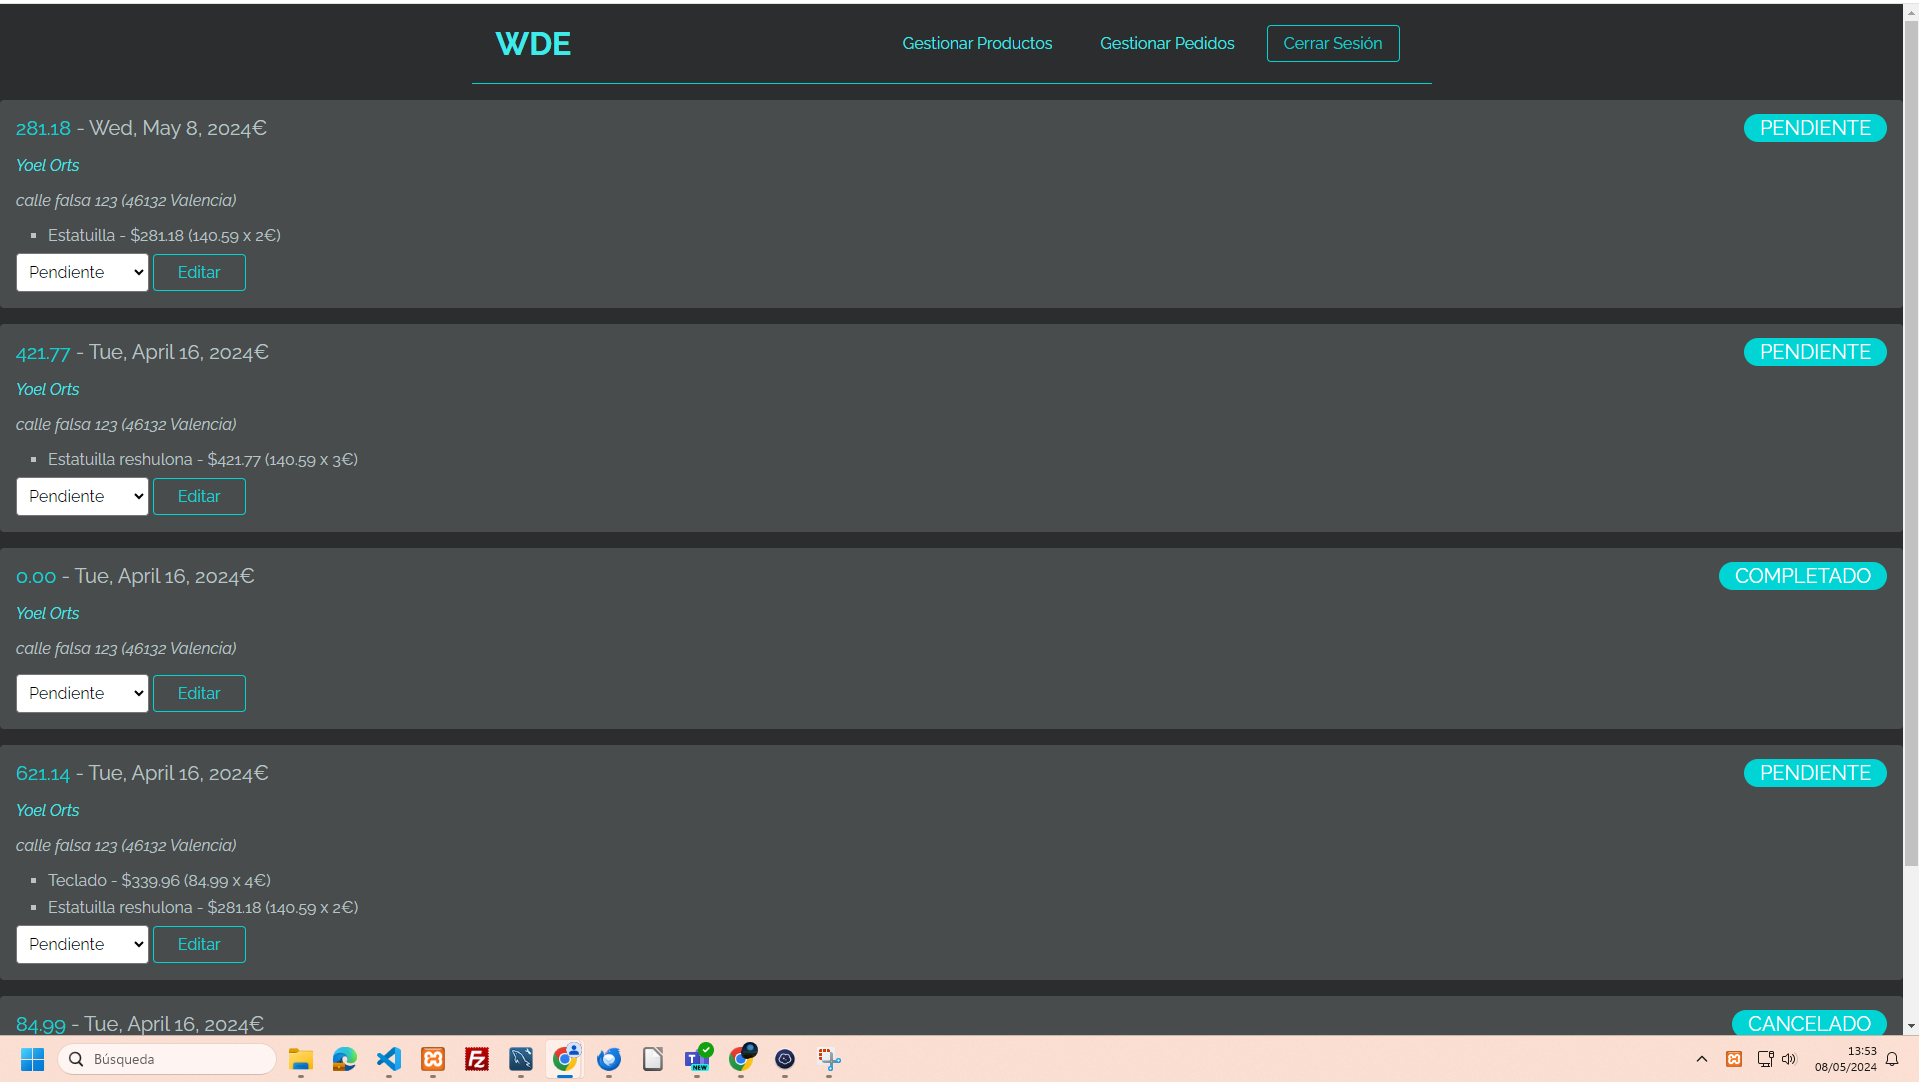 WDE Gestionar Productos Gestionar Pedidos Cerrar Sesión
281.18 - Wed, May 8, 2024€ PENDIENTE
Yoel Orts
calle falsa 123 (46132 Valencia)
Estatuilla - $281.18 (140.59 x 2€)
Pendiente Editar
421.77 - Tue, April 16, 2024€ PENDIENTE
Yoel Orts
calle falsa 123 (46132 Valencia)
Estatuilla reshulona - $421.77 (140.59 x 3€)
Pendiente Editar
0.00 - Tue, April 16, 2024€ COMPLETADO
Yoel Orts
calle falsa 123 (46132 Valencia)
Pendiente Editar
621.14 - Tue, April 16, 2024€ PENDIENTE
Yoel Orts
calle falsa 123 (46132 Valencia)
Teclado - $339.96 (84.99 x 4€)
Estatuilla reshulona - $281.18 (140.59 x 2€)
Pendiente Editar
84.99 - Tue, April 16, 2024€ CANCELADO
Búsqueda
NEW
13:53
08/05/2024